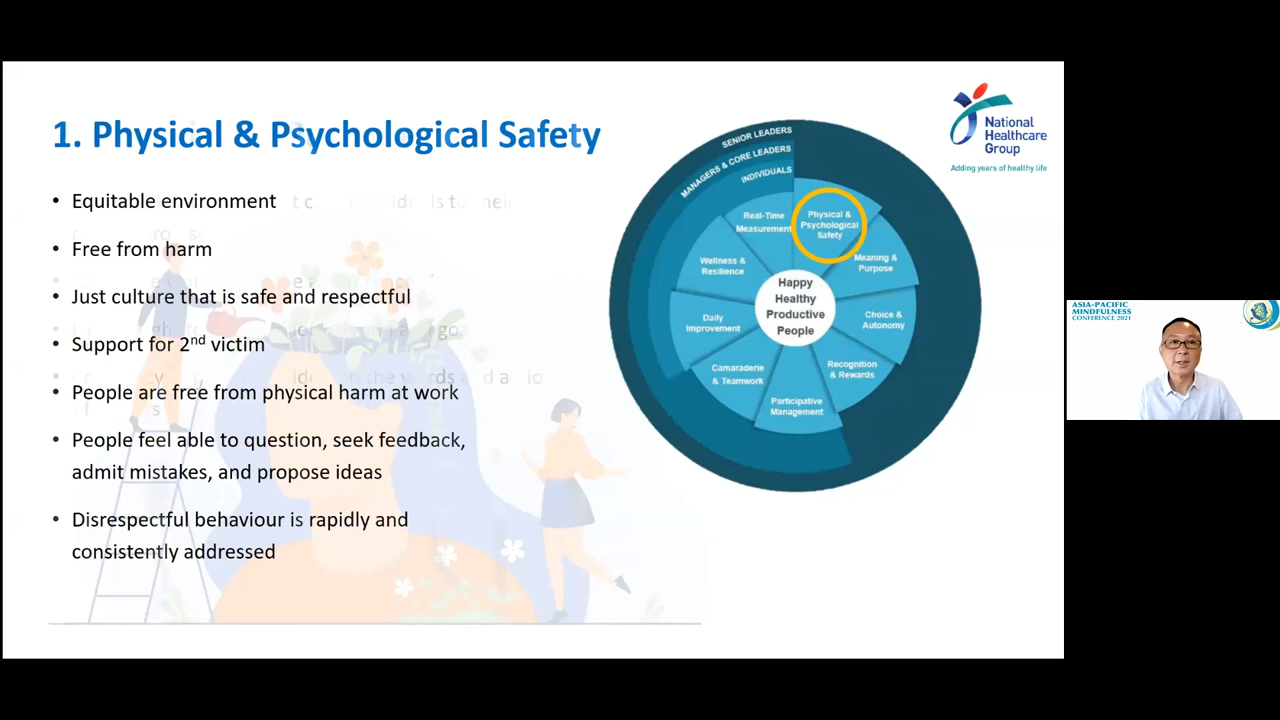 1. Physical & Psychological Safety
• Equitable environment
• Free from harm
• Just culture that is safe and respectful
• Support for 2nd victim
• People are free from physical harm at work
• People feel able to question, seek feedback,
admit mistakes, and propose ideas
• Disrespectful behaviour is rapidly and
consistently addressed
SENIOR LEADERS
MANAGERS & CORE LEADERS
INDIVIDUALS
Real-Time
Measurement
Physical &
Psychological
Safety
Wellness &
Resilience
Meaning &
Purpose
Happy
Healthy
Productive
People
Daily
Improvement
Choice &
Autonomy
Camaraderie
& Teamwork
Recognition
& Rewards
Participative
Management
National
Healthcare
Group
Adding years of healthy life
ASIA-PACIFIC
MINDFULNESS
CONFERENCE 2021